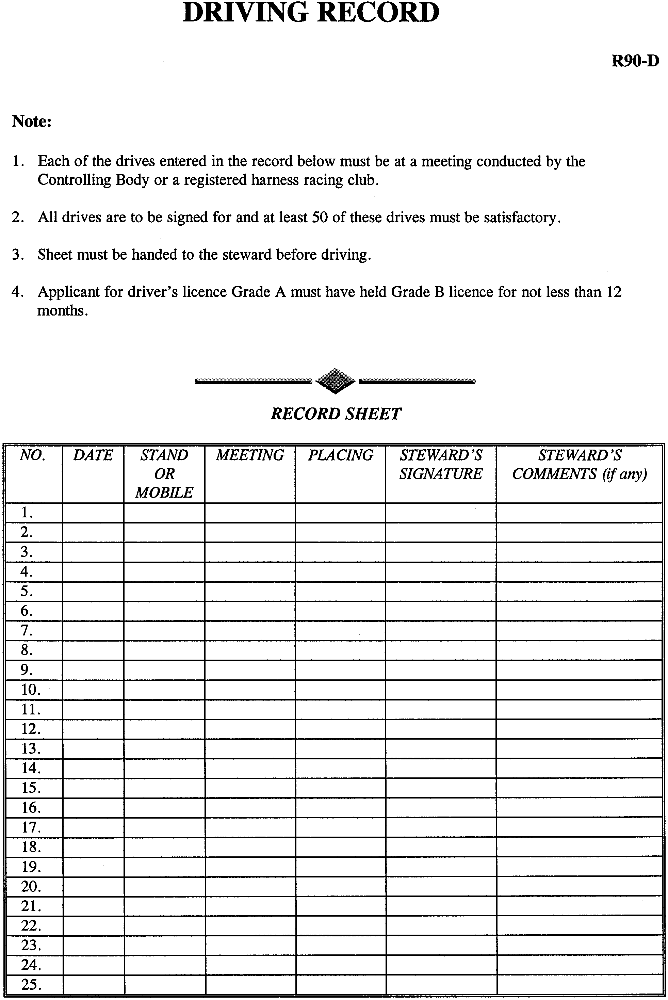 DRIVING RECORD
R90-D
Note:
1. Each of the drives entered in the record below must be at a meeting conducted by the
Controlling Body or a registered harness racing club.
2. All drives are to be signed for and at least 50 of these drives must be satisfactory.
3. Sheet must be handed to the steward before driving.
4. Applicant for driver's licence Grade A must have held Grade B licence for not less than 12
months.
RECORD SHEET
NO. DATE STAND MEETING PLACING STEWARD'S STEWARD'S
OR SIGNATURE COMMENTS (if any)
MOBILE
1.
2.
3.
4.
5.
6.
7.
8.
9.
10.
11.
12.
13.
14.
15.
16.
17.
18.
19.
20.
21.
22.
23.
24.
25.